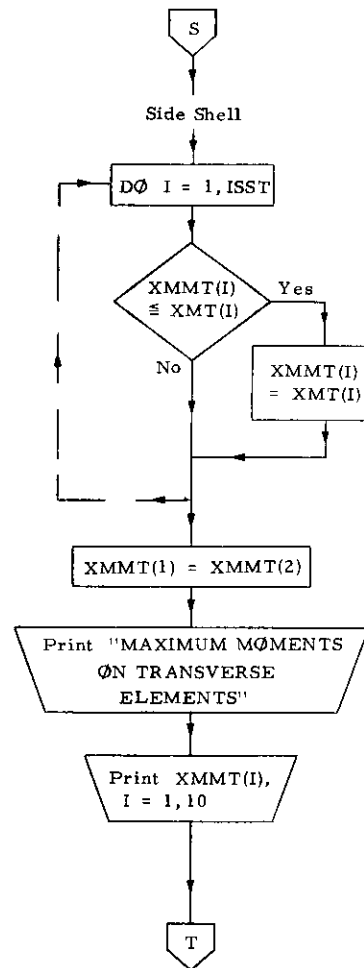 S
Side Shell
DØ I = 1, ISST
XMMT(I)
≦ XMT(I)
Yes
No
XMMT(I)
= XMT(I)
XMMT(1) = XMMT(2)
Print "MAXIMUM MØMENTS
ØN TRANSVERSE
ELEMENTS"
Print XMMT(I),
I = 1, 10
T